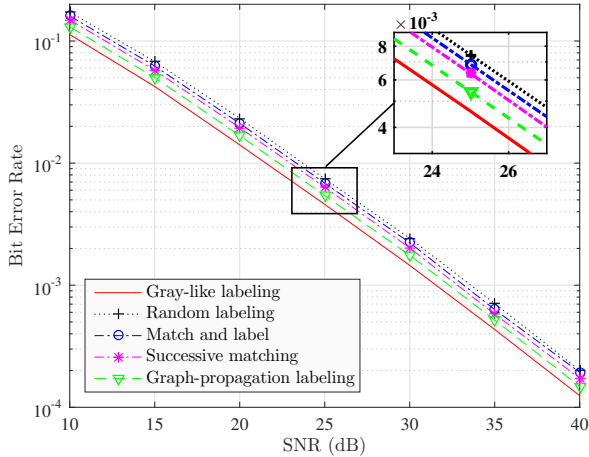 10^-1
10^-2
10^-3
10^-4
Bit Error Rate
10 15 20 25 30 35 40
SNR (dB)
× 10^-3
8
6
4
24 26
Gray-like labeling
Random labeling
Match and label
Successive matching
Graph-propagation labeling